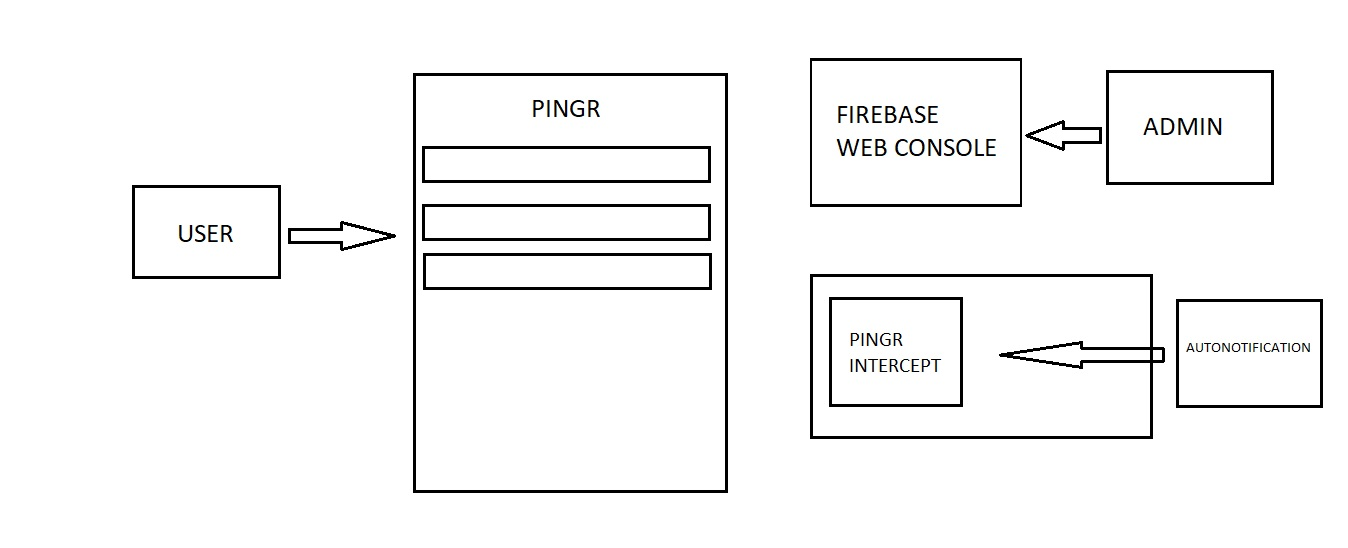 PINGR
USER
FIREBASE
WEB CONSOLE
ADMIN
PINGR
INTERCEPT
AUTONOTIFICATION